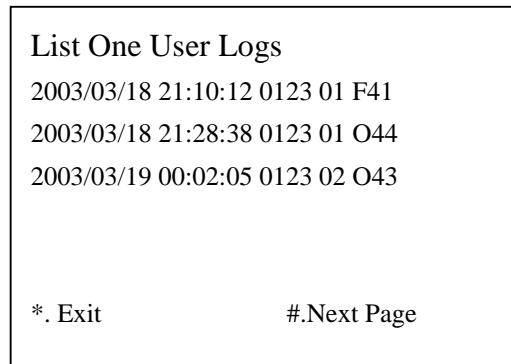 List One User Logs
2003/03/18 21:10:12 0123 01 F41
2003/03/18 21:28:38 0123 01 O44
2003/03/19 00:02:05 0123 02 O43
*. Exit #.Next Page